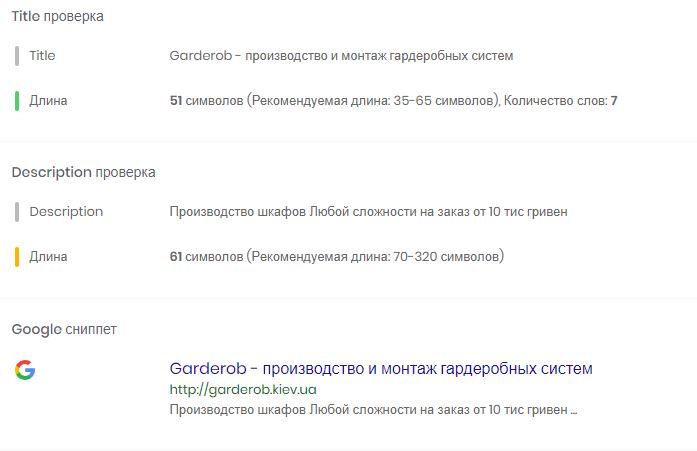 Title проверка
Title Garderob - производство и монтаж гардеробных систем
Длина 51 символов (Рекомендуемая длина: 35-65 символов), Количество слов: 7
Description проверка
Description Производство шкафов Любой сложности на заказ от 10 тис гривен
Длина 61 символов (Рекомендуемая длина: 70-320 символов)
Google сниппет
Garderob - производство и монтаж гардеробных систем
http://garderob.kiev.ua
Производство шкафов Любой сложности на заказ от 10 тис гривен ...